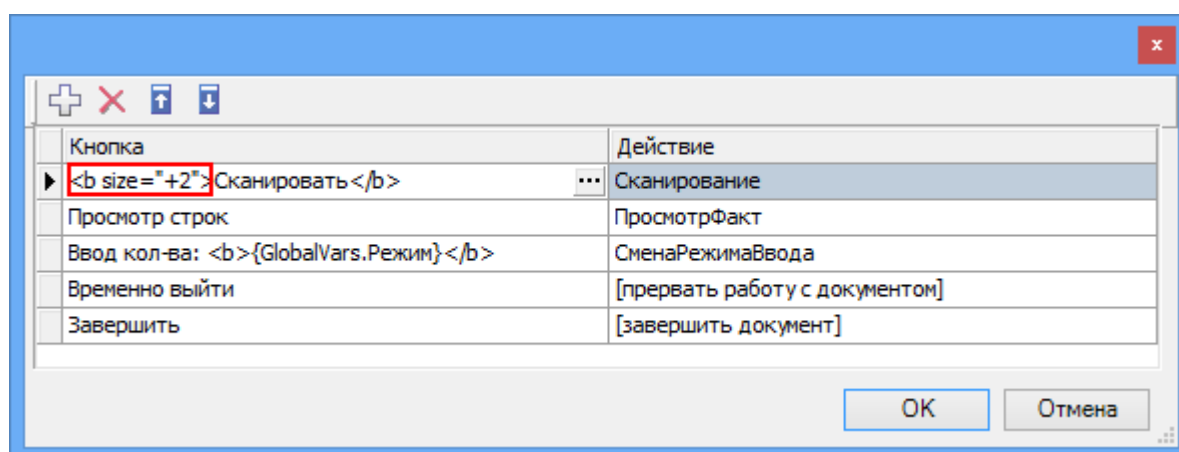 x
Кнопка Действие
<b size="+2">Сканировать</b> ... Сканирование
Просмотр строк ПросмотрФакт
Ввод кол-ва: <b>{GlobalVars.Режим}</b> СменаРежимаВвода
Временно выйти [прервать работу с документом]
Завершить [завершить документ]
OK Отмена